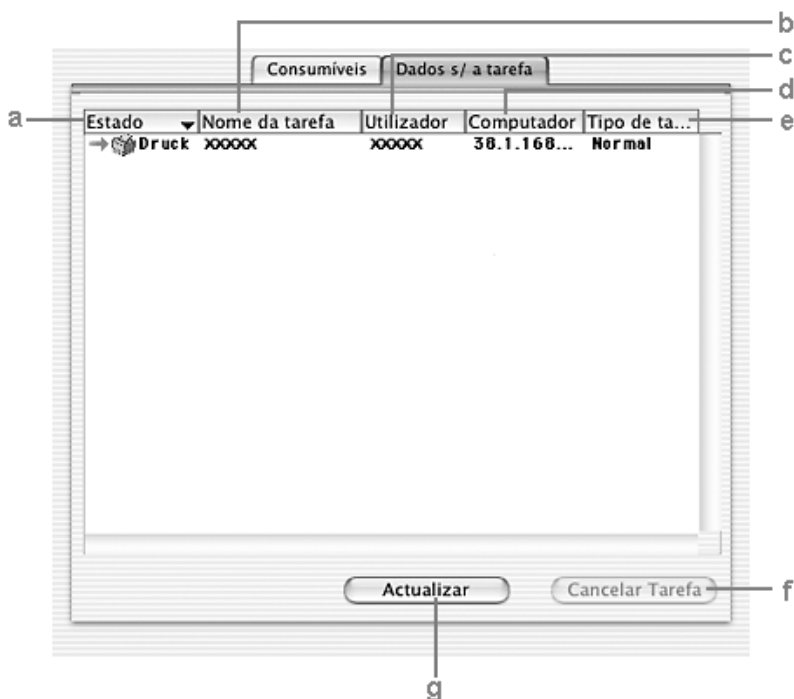 b
Consumíveis Dados s/ a tarefa c
d
a Estado Nome da tarefa Utilizador Computador Tipo de ta... e
Druck XXXXX XXXXX 38.1.168... Normal
Actualizar Cancelar Tarefa f
g